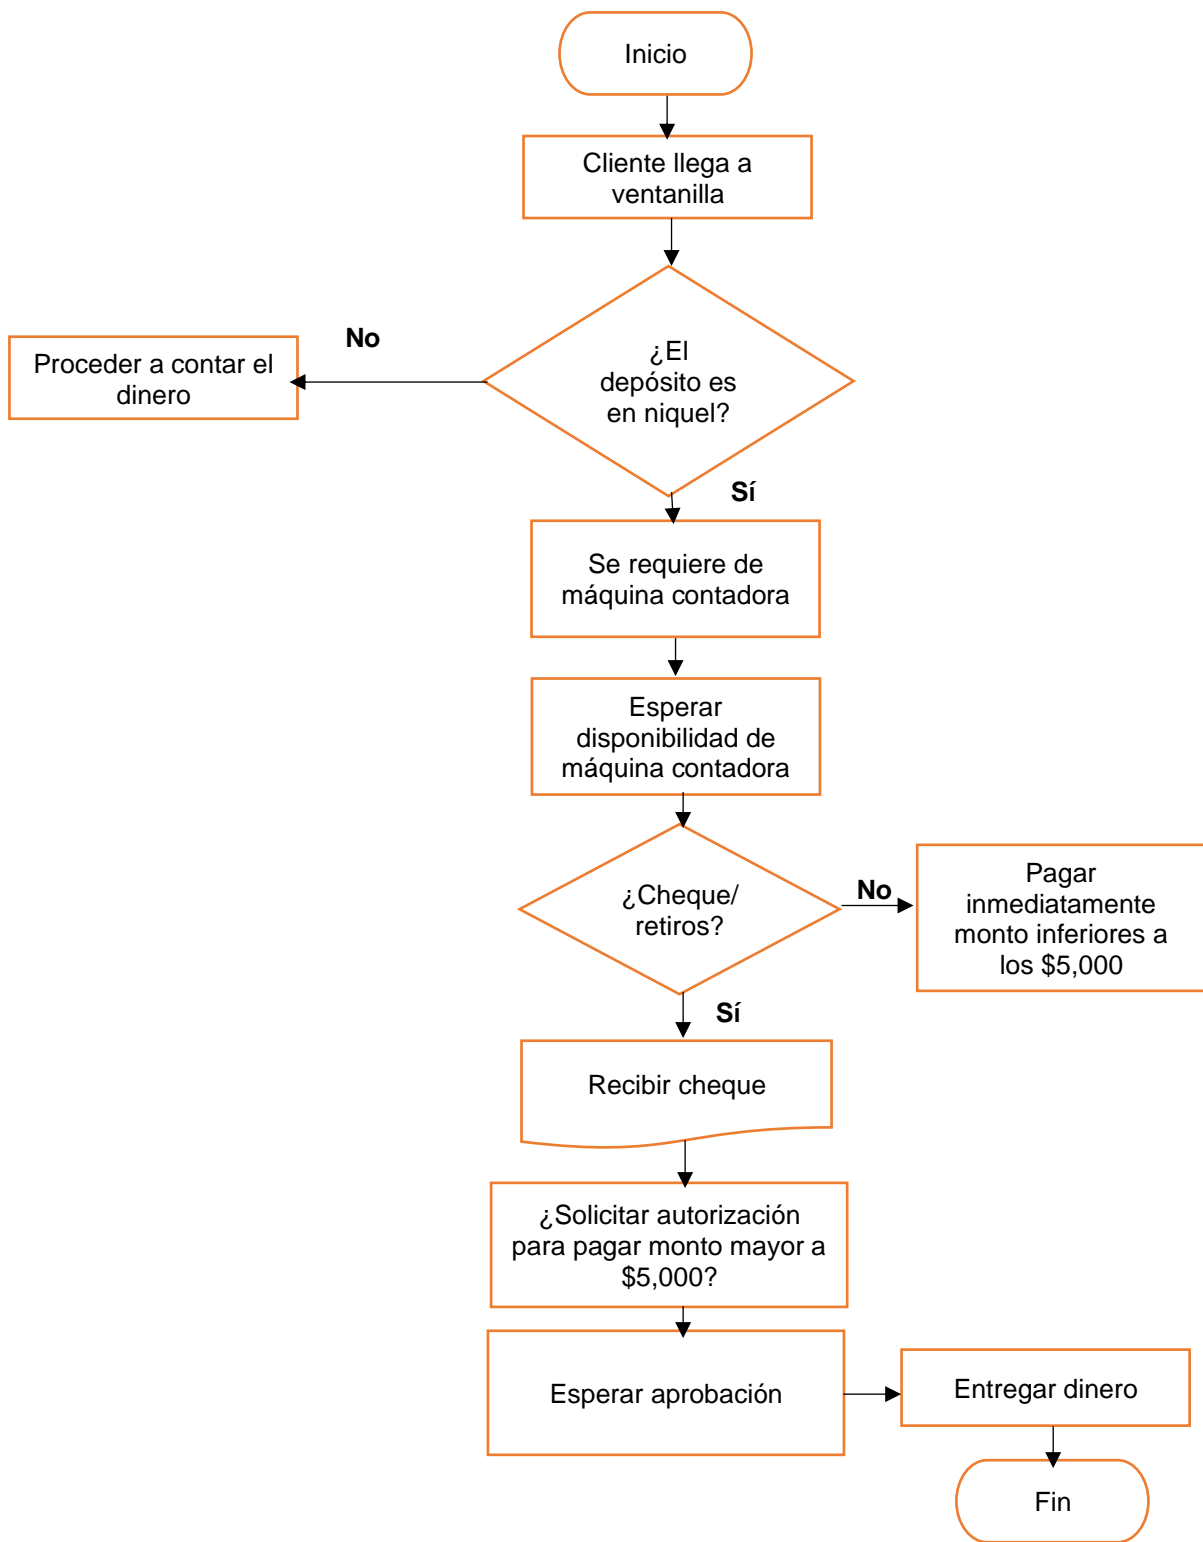 Inicio
Cliente llega a
ventanilla
No
Proceder a contar el
dinero
¿El
depósito es
en niquel?
Sí
Se requiere de
máquina contadora
Esperar
disponibilidad de
máquina contadora
¿Cheque/
retiros?
No
Pagar
inmediatamente
monto inferiores a
los $5,000
Sí
Recibir cheque
¿Solicitar autorización
para pagar monto mayor a
$5,000?
Esperar aprobación
Entregar dinero
Fin